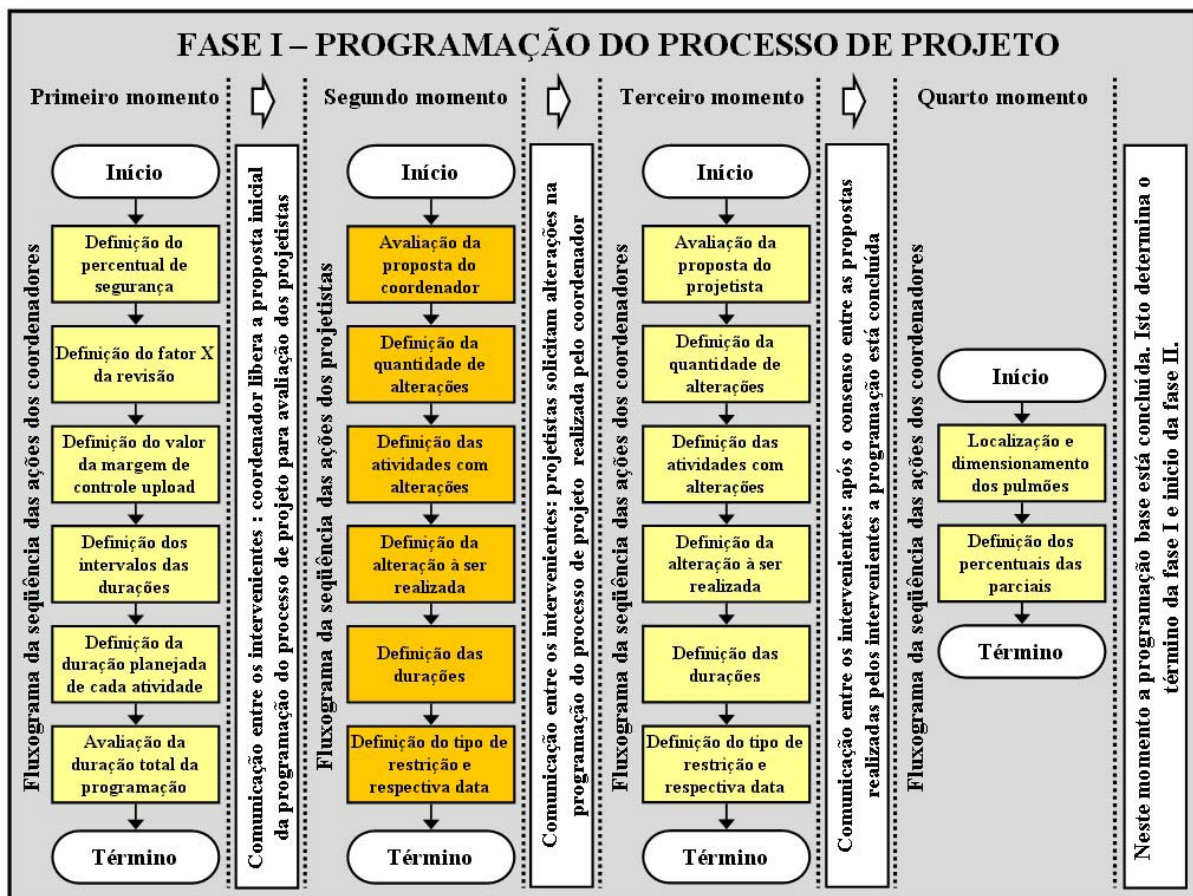 FASE I – PROGRAMAÇÃO DO PROCESSO DE PROJETO
Primeiro momento
Fluxograma da seqüência das ações dos coordenadores
Início
Definição do
percentual de
segurança
Definição do fator X
da revisão
Definição do valor
da margem de
controle upload
Definição dos
intervalos das
durações
Definição da
duração planejada
de cada atividade
Avaliação da
duração total da
programação
Término
Comunicação entre os intervenientes : coordenador libera a proposta inicial
da programação do processo de projeto para avaliação dos projetistas
Segundo momento
Fluxograma da seqüência das ações dos projetistas
Início
Avaliação da
proposta do
coordenador
Definição da
quantidade de
alterações
Definição das
atividades com
alterações
Definição da
alteração à ser
realizada
Definição das
durações
Definição do tipo de
restrição e
respectiva data
Término
Comunicação entre os intervenientes: projetistas solicitam alterações na
programação do processo de projeto realizada pelo coordenador
Terceiro momento
Fluxograma da seqüência das ações dos coordenadores
Início
Avaliação da
proposta do
projetista
Definição da
quantidade de
alterações
Definição das
atividades com
alterações
Definição da
alteração à ser
realizada
Definição das
durações
Definição do tipo de
restrição e
respectiva data
Término
Comunicação entre os intervenientes: após o consenso entre as propostas
realizadas pelos intervenientes a programação está concluída
Quarto momento
Fluxograma da seqüência das ações dos coordenadores
Início
Localização e
dimensionamento
dos pulmões
Definição dos
percentuais das
parciais
Término
Neste momento a programação base está concluída. Isto determina o
término da fase I e início da fase II.